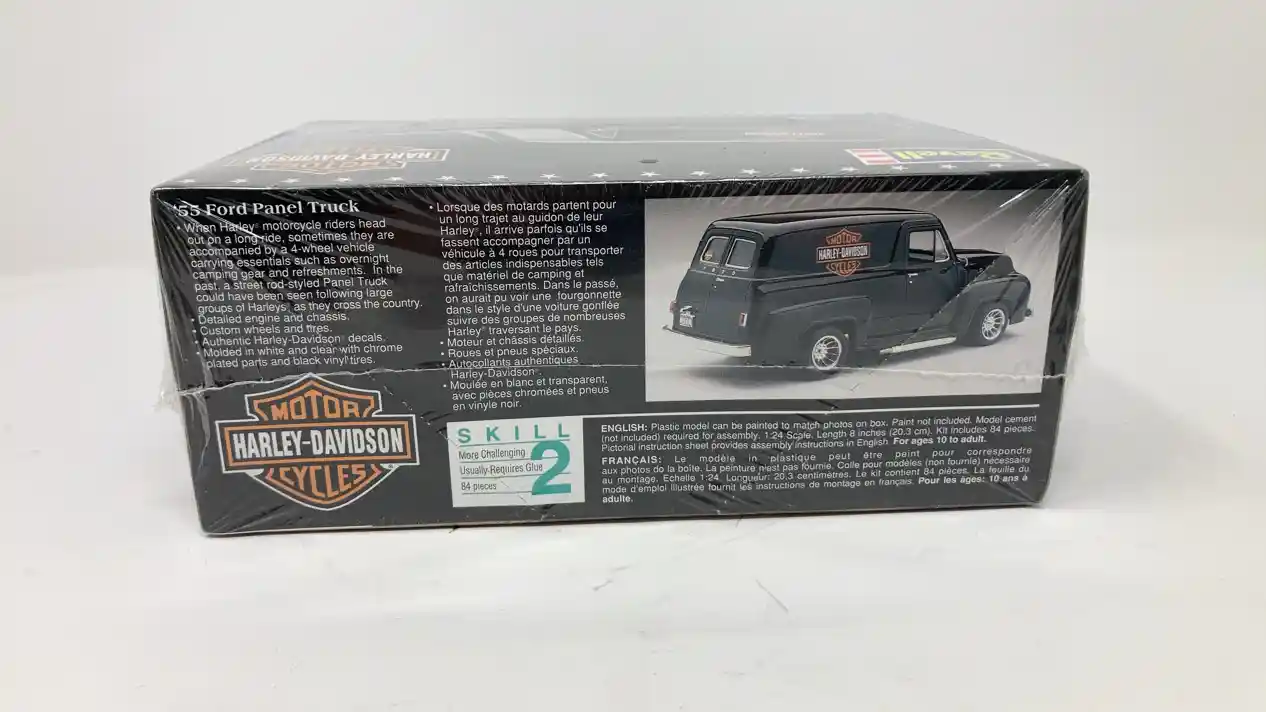 Revell
MOTOR
HARLEY-DAVIDSON
'55 Ford Panel Truck
• When Harley® motorcycle riders head
out on a long ride, sometimes they are
accompanied by a 4-wheel vehicle
carrying essentials such as overnight
camping gear and refreshments. In the
past, a street rod-styled Panel Truck
could have been seen following large
groups of Harleys® as they cross the country.
• Detailed engine and chassis.
• Custom wheels and tires.
• Authentic Harley-Davidson® decals.
• Molded in white and clear with chrome
plated parts and black vinyl tires.
• Lorsque des motards partent pour
un long trajet au guidon de leur
Harley®, il arrive parfois qu'ils se
fassent accompagner par un
véhicule à 4 roues pour transporter
des articles indispensables tels
que matériel de camping et
rafraîchissements. Dans le passé,
on aurait pu voir une fourgonnette
dans le style d'une voiture gonflée
suivre des groupes de nombreuses
Harley® traversant le pays.
• Moteur et châssis détaillés.
• Roues et pneus spéciaux.
• Autocollants authentiques
Harley-Davidson®.
• Moulée en blanc et transparent,
avec pièces chromées et pneus
en vinyle noir.
MOTOR
HARLEY-DAVIDSON
CYCLES
MOTOR
HARLEY-DAVIDSON
CYCLES
®
SKILL
2
More Challenging
Usually Requires Glue
84 pieces
ENGLISH: Plastic model can be painted to match photos on box. Paint not included. Model cement
(not included) required for assembly. 1:24 Scale. Length 8 inches (20.3 cm). Kit includes 84 pieces.
Pictorial instruction sheet provides assembly instructions in English. For ages 10 to adult.
FRANÇAIS: Le modèle in plastique peut être peint pour correspondre
aux photos de la boîte. La peinture n'est pas fournie. Colle pour modèles (non fournie) nécessaire
au montage. Echelle 1:24. Longueur: 20,3 centimètres. Le kit contient 84 pièces. La feuille du
mode d'emploi illustrée fournit les instructions de montage en français. Pour les âges: 10 ans à
adulte.